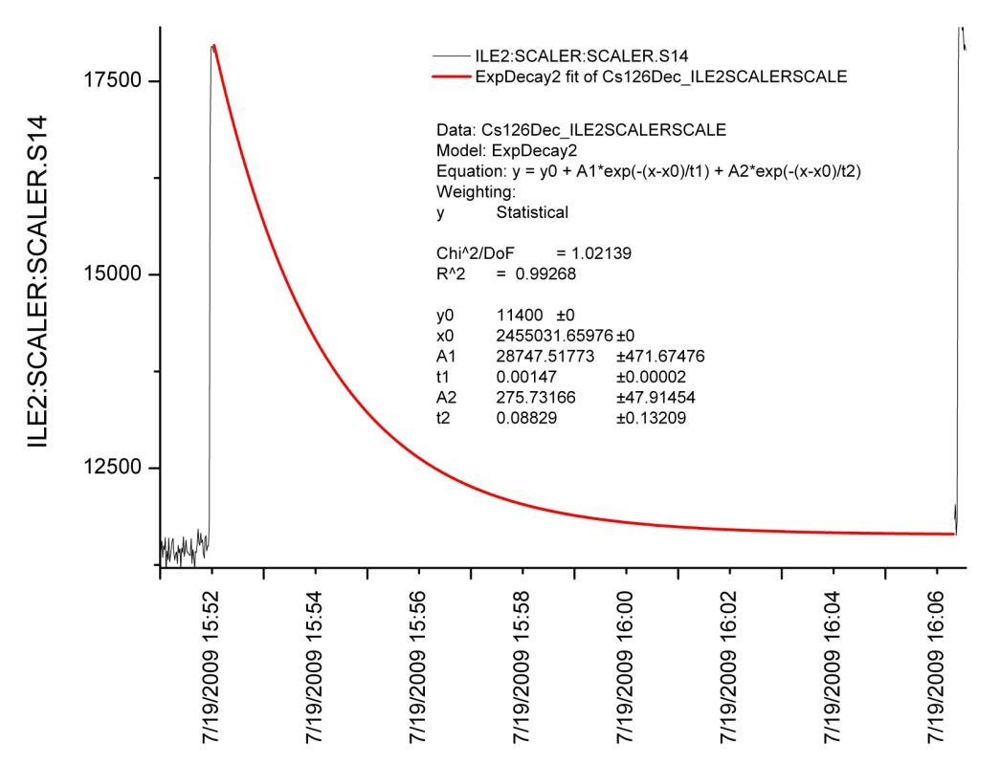 ILE2:SCALER:SCALER.S14
17500
15000
12500
ILE2:SCALER:SCALER.S14
ExpDecay2 fit of Cs126Dec_ILE2SCALERSCALE
Data: Cs126Dec_ILE2SCALERSCALE
Model: ExpDecay2
Equation: y = y0 + A1*exp(-(x-x0)/t1) + A2*exp(-(x-x0)/t2)
Weighting:
y Statistical
Chi^2/DoF = 1.02139
R^2 = 0.99268
y0 11400 ±0
x0 2455031.65976 ±0
A1 28747.51773 ±471.67476
t1 0.00147 ±0.00002
A2 275.73166 ±47.91454
t2 0.08829 ±0.13209
7/19/2009 15:52
7/19/2009 15:54
7/19/2009 15:56
7/19/2009 15:58
7/19/2009 16:00
7/19/2009 16:02
7/19/2009 16:04
7/19/2009 16:06